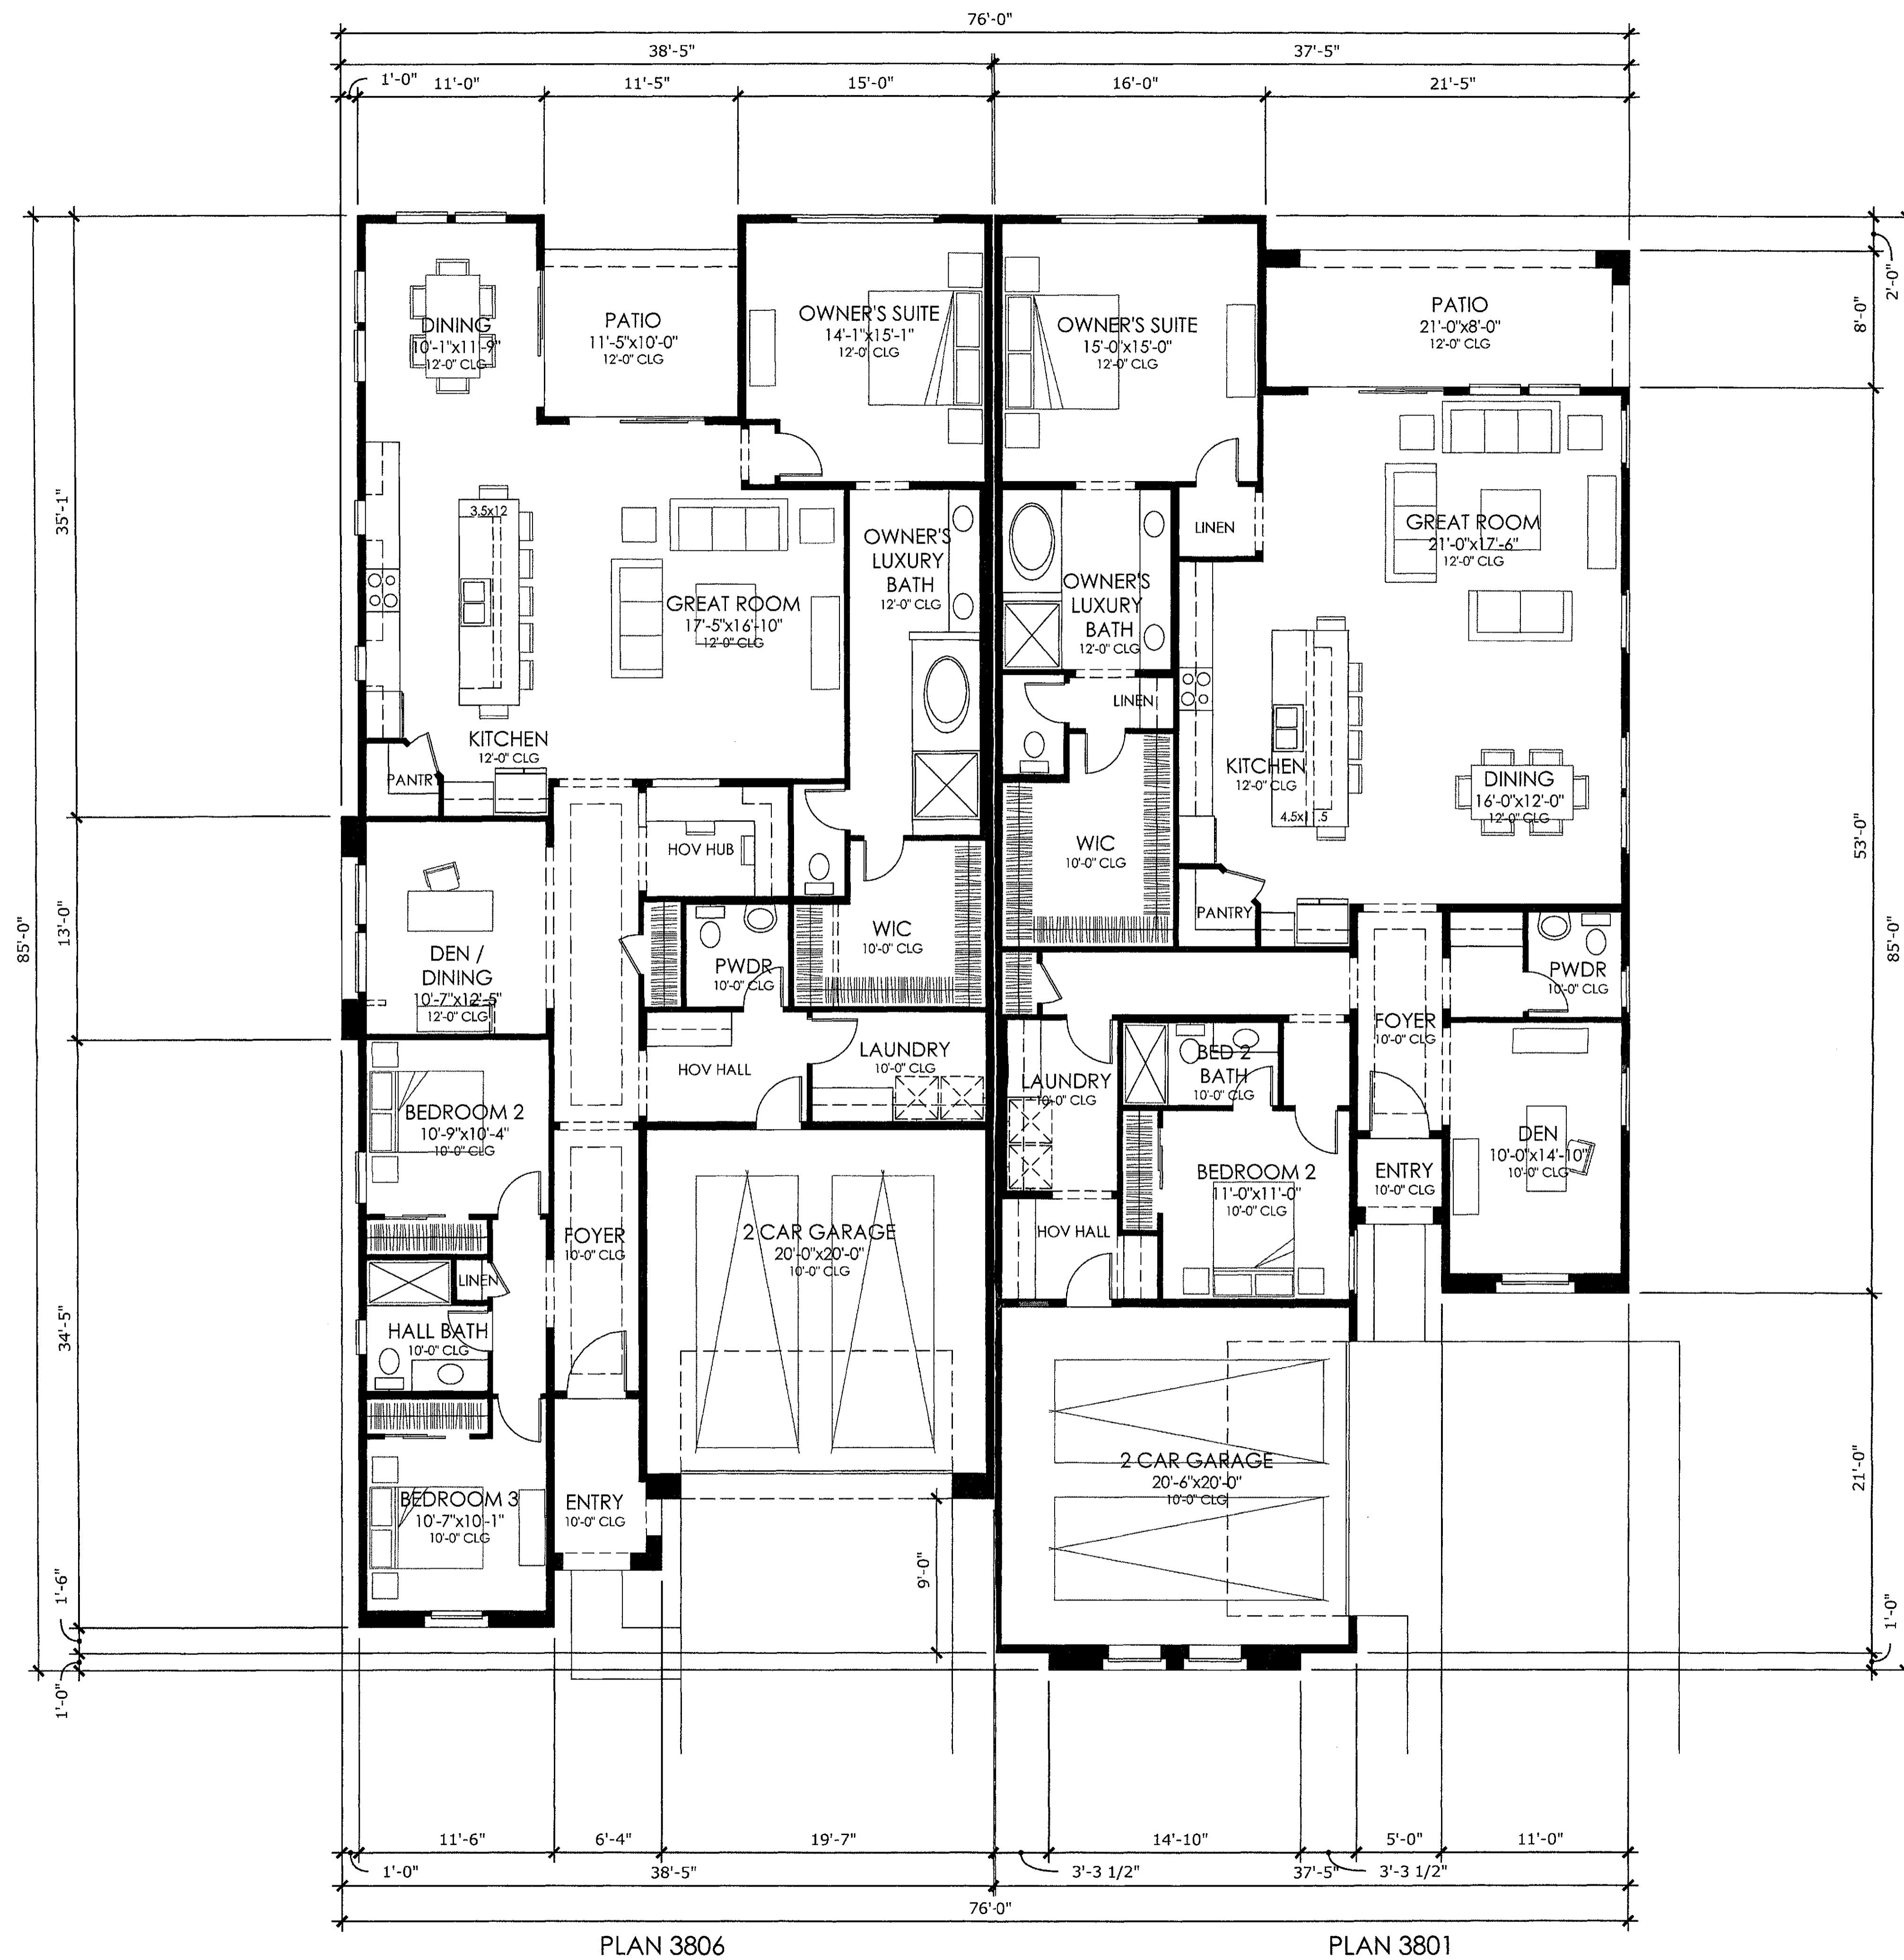 76'-0"
38'-5"
37'-5"
1'-0"
11'-0"
11'-5"
15'-0"
16'-0"
21'-5"
85'-0"
35'-1"
13'-0"
34'-5"
1'-6"
1'-0"
DINING
10'-1"x11'-9"
12'-0" CLG
PATIO
11'-5"x10'-0"
12'-0" CLG
OWNER'S SUITE
14'-1"x15'-1"
12'-0" CLG
3.5x12
GREAT ROOM
17'-5"x16'-10"
12'-0" CLG
OWNER'S
LUXURY
BATH
12'-0" CLG
KITCHEN
12'-0" CLG
PANTRY
HOV HUB
DEN /
DINING
10'-7"x12'-5"
12'-0" CLG
PWDR
10'-0" CLG
WIC
10'-0" CLG
HOV HALL
LAUNDRY
10'-0" CLG
BEDROOM 2
10'-9"x10'-4"
10'-0" CLG
LINEN
FOYER
10'-0" CLG
2 CAR GARAGE
20'-0"x20'-0"
10'-0" CLG
HALL BATH
10'-0" CLG
BEDROOM 3
10'-7"x10'-1"
10'-0" CLG
ENTRY
10'-0" CLG
9'-0"
OWNER'S SUITE
15'-0"x15'-0"
12'-0" CLG
PATIO
21'-0"x8'-0"
12'-0" CLG
LINEN
GREAT ROOM
21'-0"x17'-6"
12'-0" CLG
OWNER'S
LUXURY
BATH
12'-0" CLG
LINEN
KITCHEN
12'-0" CLG
DINING
16'-0"x12'-0"
12'-0" CLG
4.5x11.5
WIC
10'-0" CLG
PANTRY
PWDR
10'-0" CLG
FOYER
10'-0" CLG
BED 2
BATH
10'-0" CLG
LAUNDRY
10'-0" CLG
DEN
10'-0"x14'-10"
10'-0" CLG
BEDROOM 2
11'-0"x11'-0"
10'-0" CLG
ENTRY
10'-0" CLG
HOV HALL
2 CAR GARAGE
20'-6"x20'-0"
10'-0" CLG
2'-0"
8'-0"
53'-0"
85'-0"
21'-0"
1'-0"
11'-6"
6'-4"
19'-7"
14'-10"
5'-0"
11'-0"
1'-0"
38'-5"
3'-3 1/2"
37'-5"
3'-3 1/2"
76'-0"
PLAN 3806
PLAN 3801